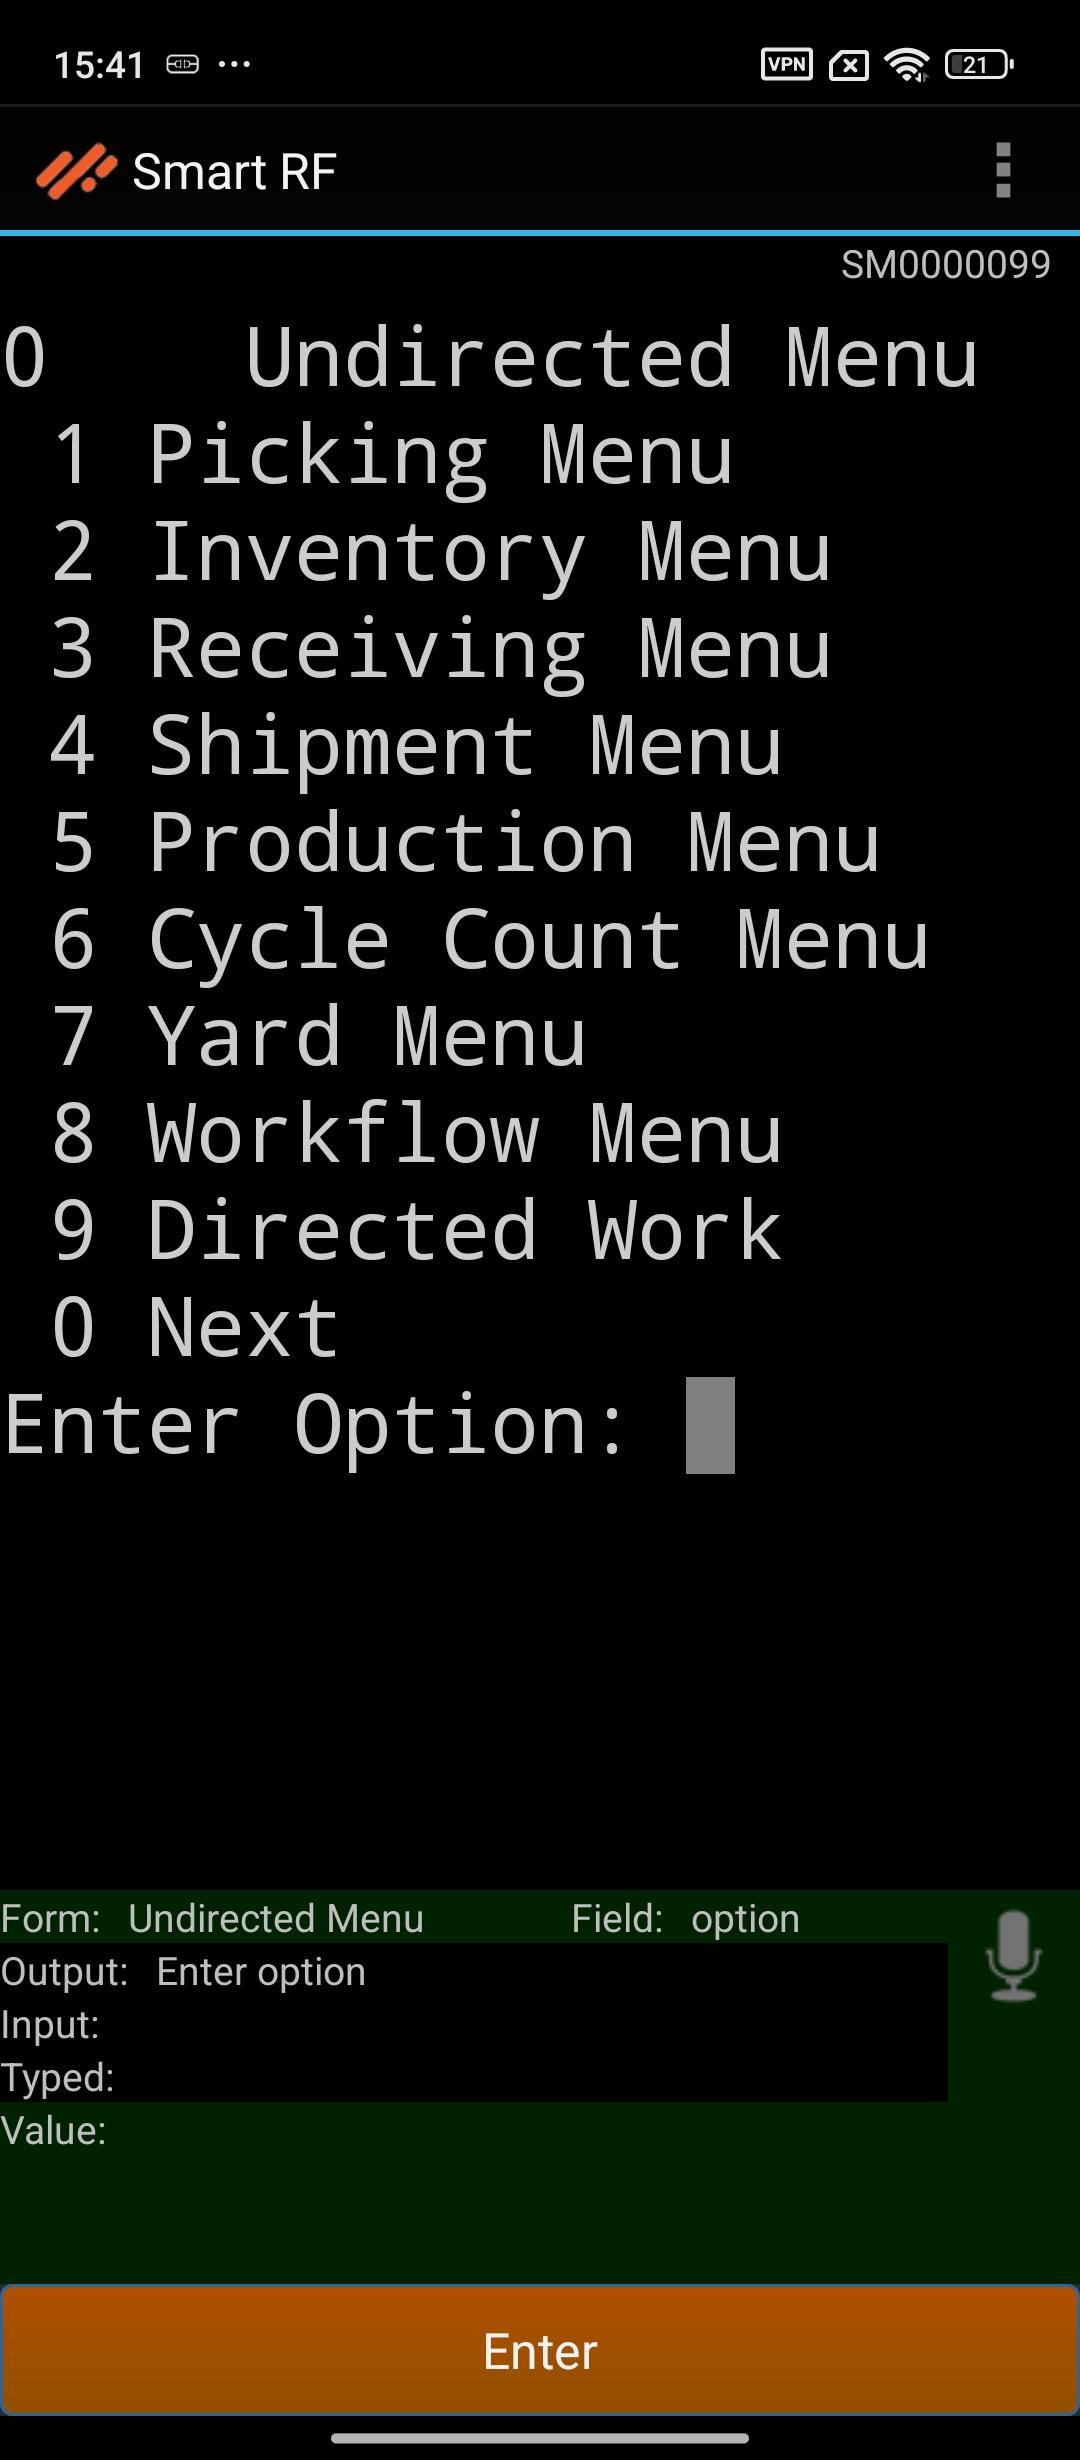 15:41 ... VPN 21
Smart RF
SM0000099
0 Undirected Menu
1 Picking Menu
2 Inventory Menu
3 Receiving Menu
4 Shipment Menu
5 Production Menu
6 Cycle Count Menu
7 Yard Menu
8 Workflow Menu
9 Directed Work
0 Next
Enter Option:
Form: Undirected Menu Field: option
Output: Enter option
Input:
Typed:
Value:
Enter